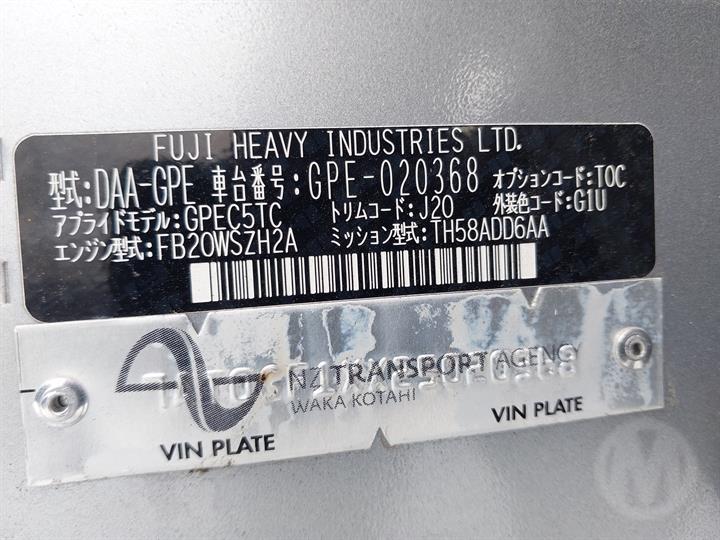 FUJI HEAVY INDUSTRIES LTD.
型式:DAA-GPE 車台番号:GPE-020368 オプションコード:TOC
アプライドモデル:GPEC5TC トリムコード:J20 外装色コード:G1U
エンジン型式:FB20WSZH2A ミッション型式:TH58ADD6AA
NZ TRANSPORT AGENCY
WAKA KOTAHI
VIN PLATE
VIN PLATE
M